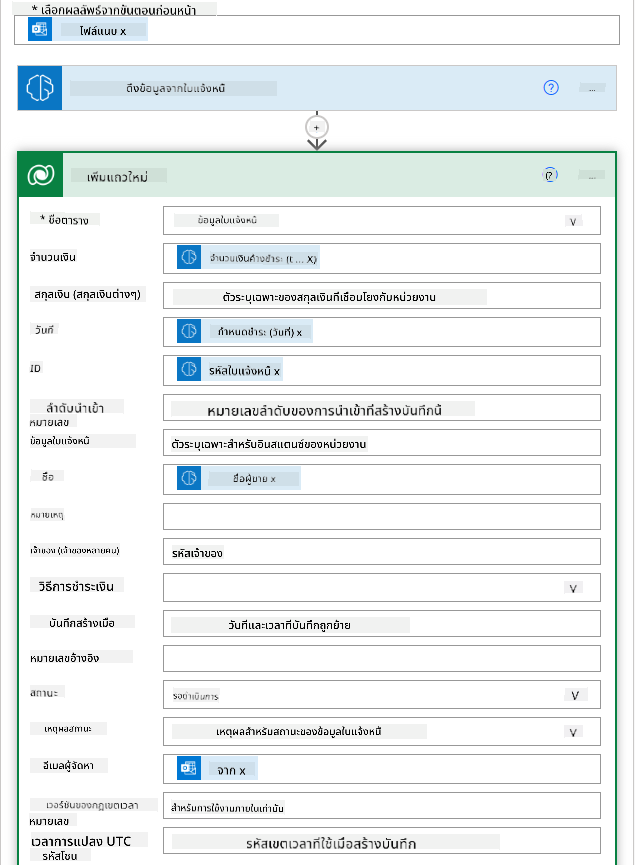 * เลือกผลลัพธ์จากขั้นตอนก่อนหน้า
ไฟล์แนบ x
ดึงข้อมูลจากใบแจ้งหนี้
?
...
+
เพิ่มแถวใหม่
?
...
* ชื่อตาราง
ข้อมูลใบแจ้งหนี้
V
จำนวนเงิน
จำนวนเงินค้างชำระ (t ... X)
สกุลเงิน (สกุลเงินต่างๆ)
ตัวระบุเฉพาะของสกุลเงินที่เชื่อมโยงกับหน่วยงาน
วันที่
กำหนดชำระ (วันที่) x
ID
รหัสใบแจ้งหนี้ x
ลำดับนำเข้า
หมายเลข
หมายเลขลำดับของการนำเข้าที่สร้างบันทึกนี้
ข้อมูลใบแจ้งหนี้
ตัวระบุเฉพาะสำหรับอินสแตนซ์ของหน่วยงาน
ชื่อ
ชื่อผู้ขาย x
หมายเหตุ
เจ้าของ (เจ้าของหลายคน)
รหัสเจ้าของ
วิธีการชำระเงิน
V
บันทึกสร้างเมื่อ
วันที่และเวลาที่บันทึกถูกย้าย
หมายเลขอ้างอิง
สถานะ
รอดำเนินการ
V
เหตุผลสถานะ
เหตุผลสำหรับสถานะของข้อมูลใบแจ้งหนี้
V
อีเมลผู้จัดหา
จาก x
เวอร์ชันของกฎเขตเวลา
หมายเลข
สำหรับการใช้งานภายในเท่านั้น
เวลาการแปลง UTC
รหัสโซน
รหัสเขตเวลาที่ใช้เมื่อสร้างบันทึก